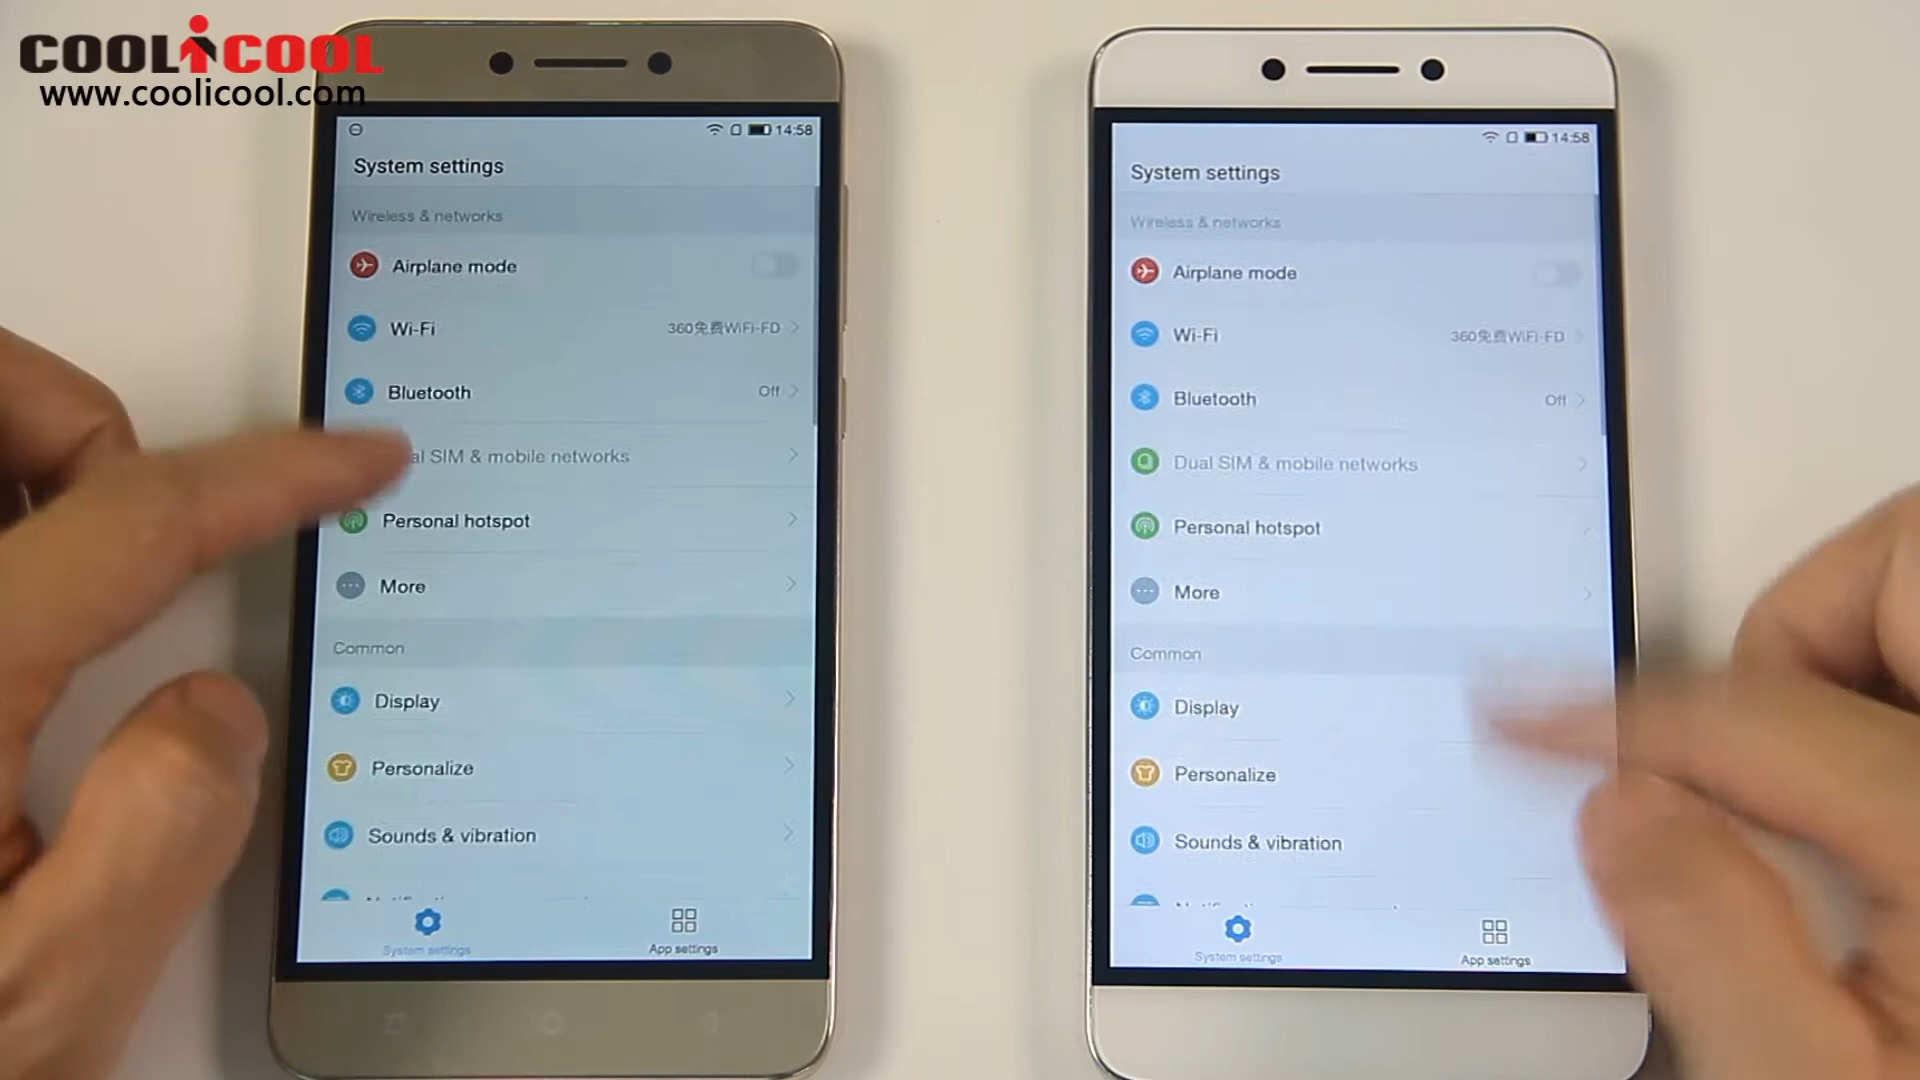 COOLiCOOL
www.coolicool.com
14:58
System settings
Wireless & networks
Airplane mode
Wi-Fi 360免费WiFi-FD
Bluetooth Off
al SIM & mobile networks
Personal hotspot
More
Common
Display
Personalize
Sounds & vibration
System settings App settings
14:58
System settings
Wireless & networks
Airplane mode
Wi-Fi 360免费WiFi-FD
Bluetooth Off
Dual SIM & mobile networks
Personal hotspot
More
Common
Display
Personalize
Sounds & vibration
System settings App settings